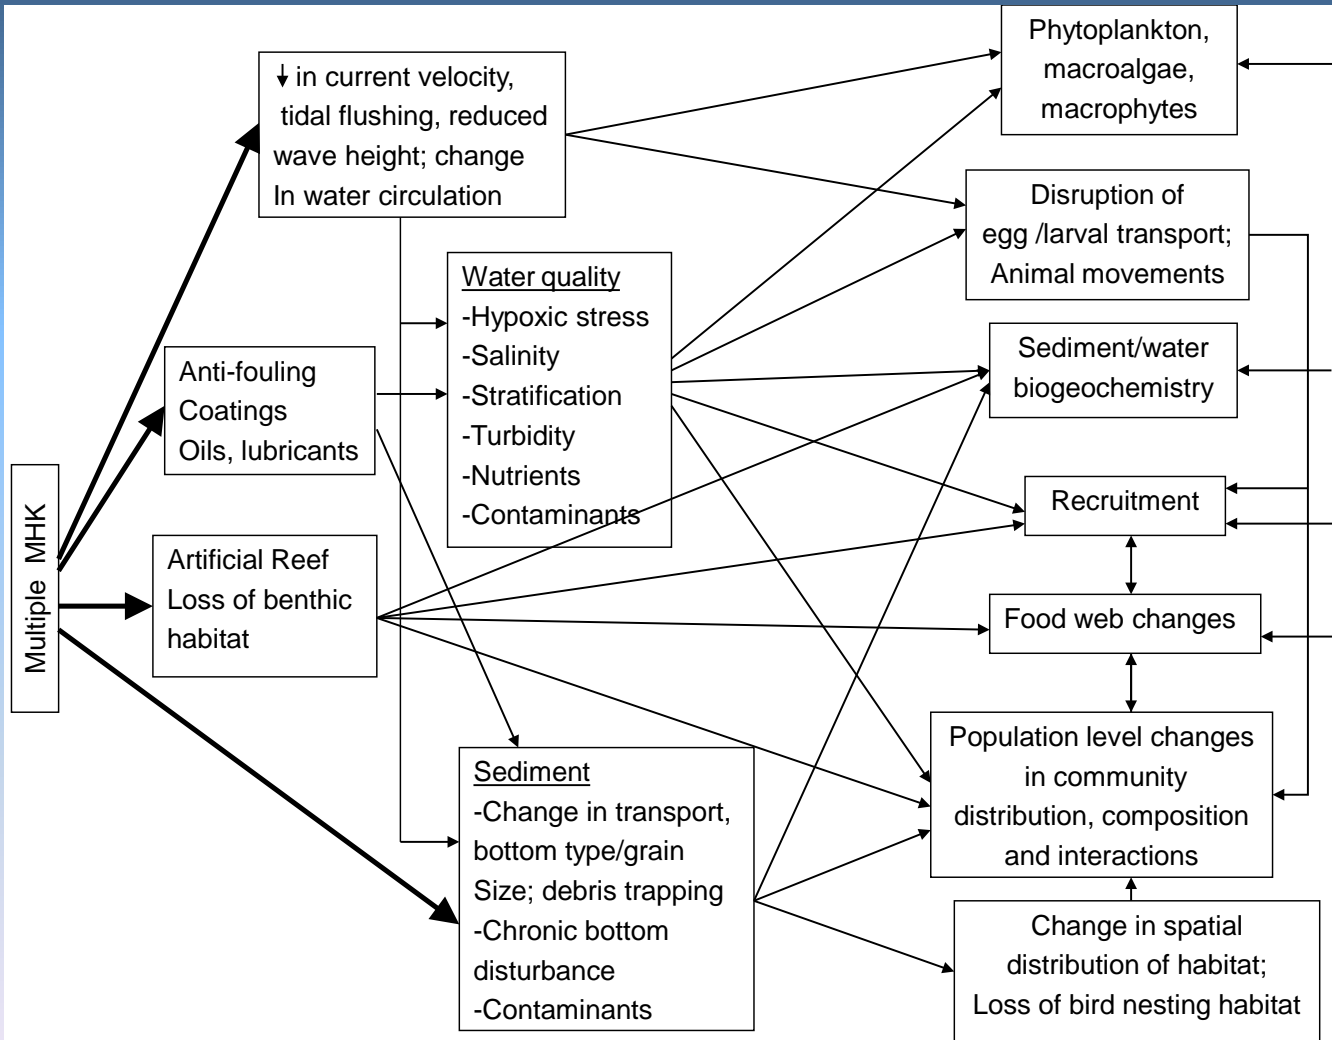 Multiple MHK
↓ in current velocity,
tidal flushing, reduced
wave height; change
In water circulation
Anti-fouling
Coatings
Oils, lubricants
Artificial Reef
Loss of benthic
habitat
Water quality
-Hypoxic stress
-Salinity
-Stratification
-Turbidity
-Nutrients
-Contaminants
Sediment
-Change in transport,
bottom type/grain
Size; debris trapping
-Chronic bottom
disturbance
-Contaminants
Phytoplankton,
macroalgae,
macrophytes
Disruption of
egg /larval transport;
Animal movements
Sediment/water
biogeochemistry
Recruitment
Food web changes
Population level changes
in community
distribution, composition
and interactions
Change in spatial
distribution of habitat;
Loss of bird nesting habitat